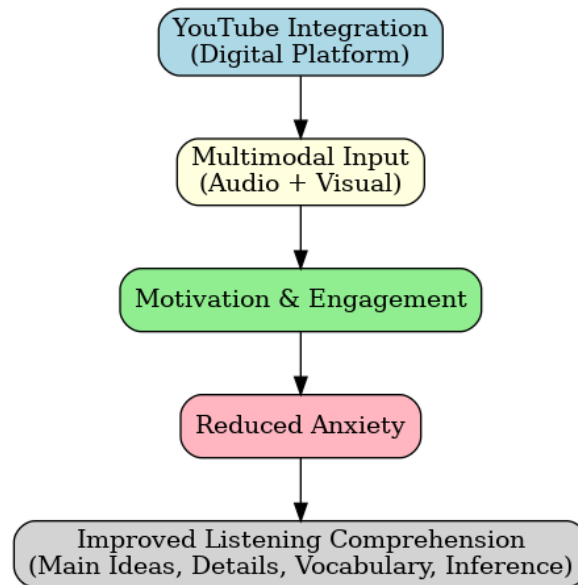 YouTube Integration
(Digital Platform)
Multimodal Input
(Audio + Visual)
Motivation & Engagement
Reduced Anxiety
Improved Listening Comprehension
(Main Ideas, Details, Vocabulary, Inference)